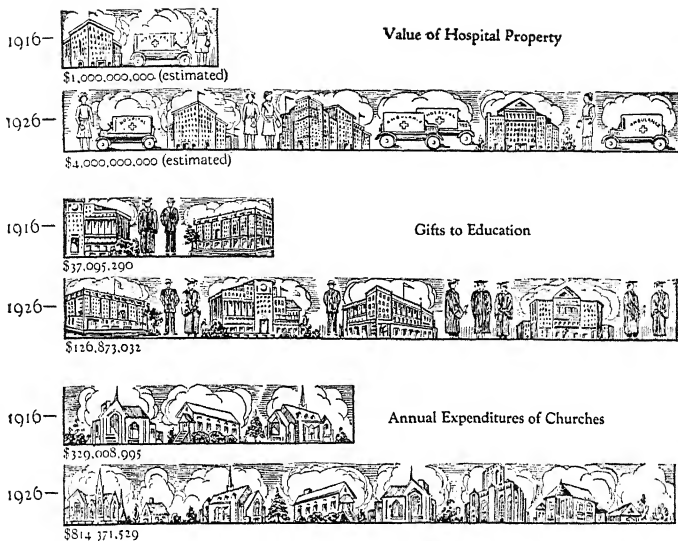 1916— Value of Hospital Property
$1,000,000,000 (estimated)
1926— AMBULANCE
$4,000,000,000 (estimated)
1916— Gifts to Education
$37,095,290
1926—
$126,873,032
1916— Annual Expenditures of Churches
$329,008,995
1926—
$814 371,529